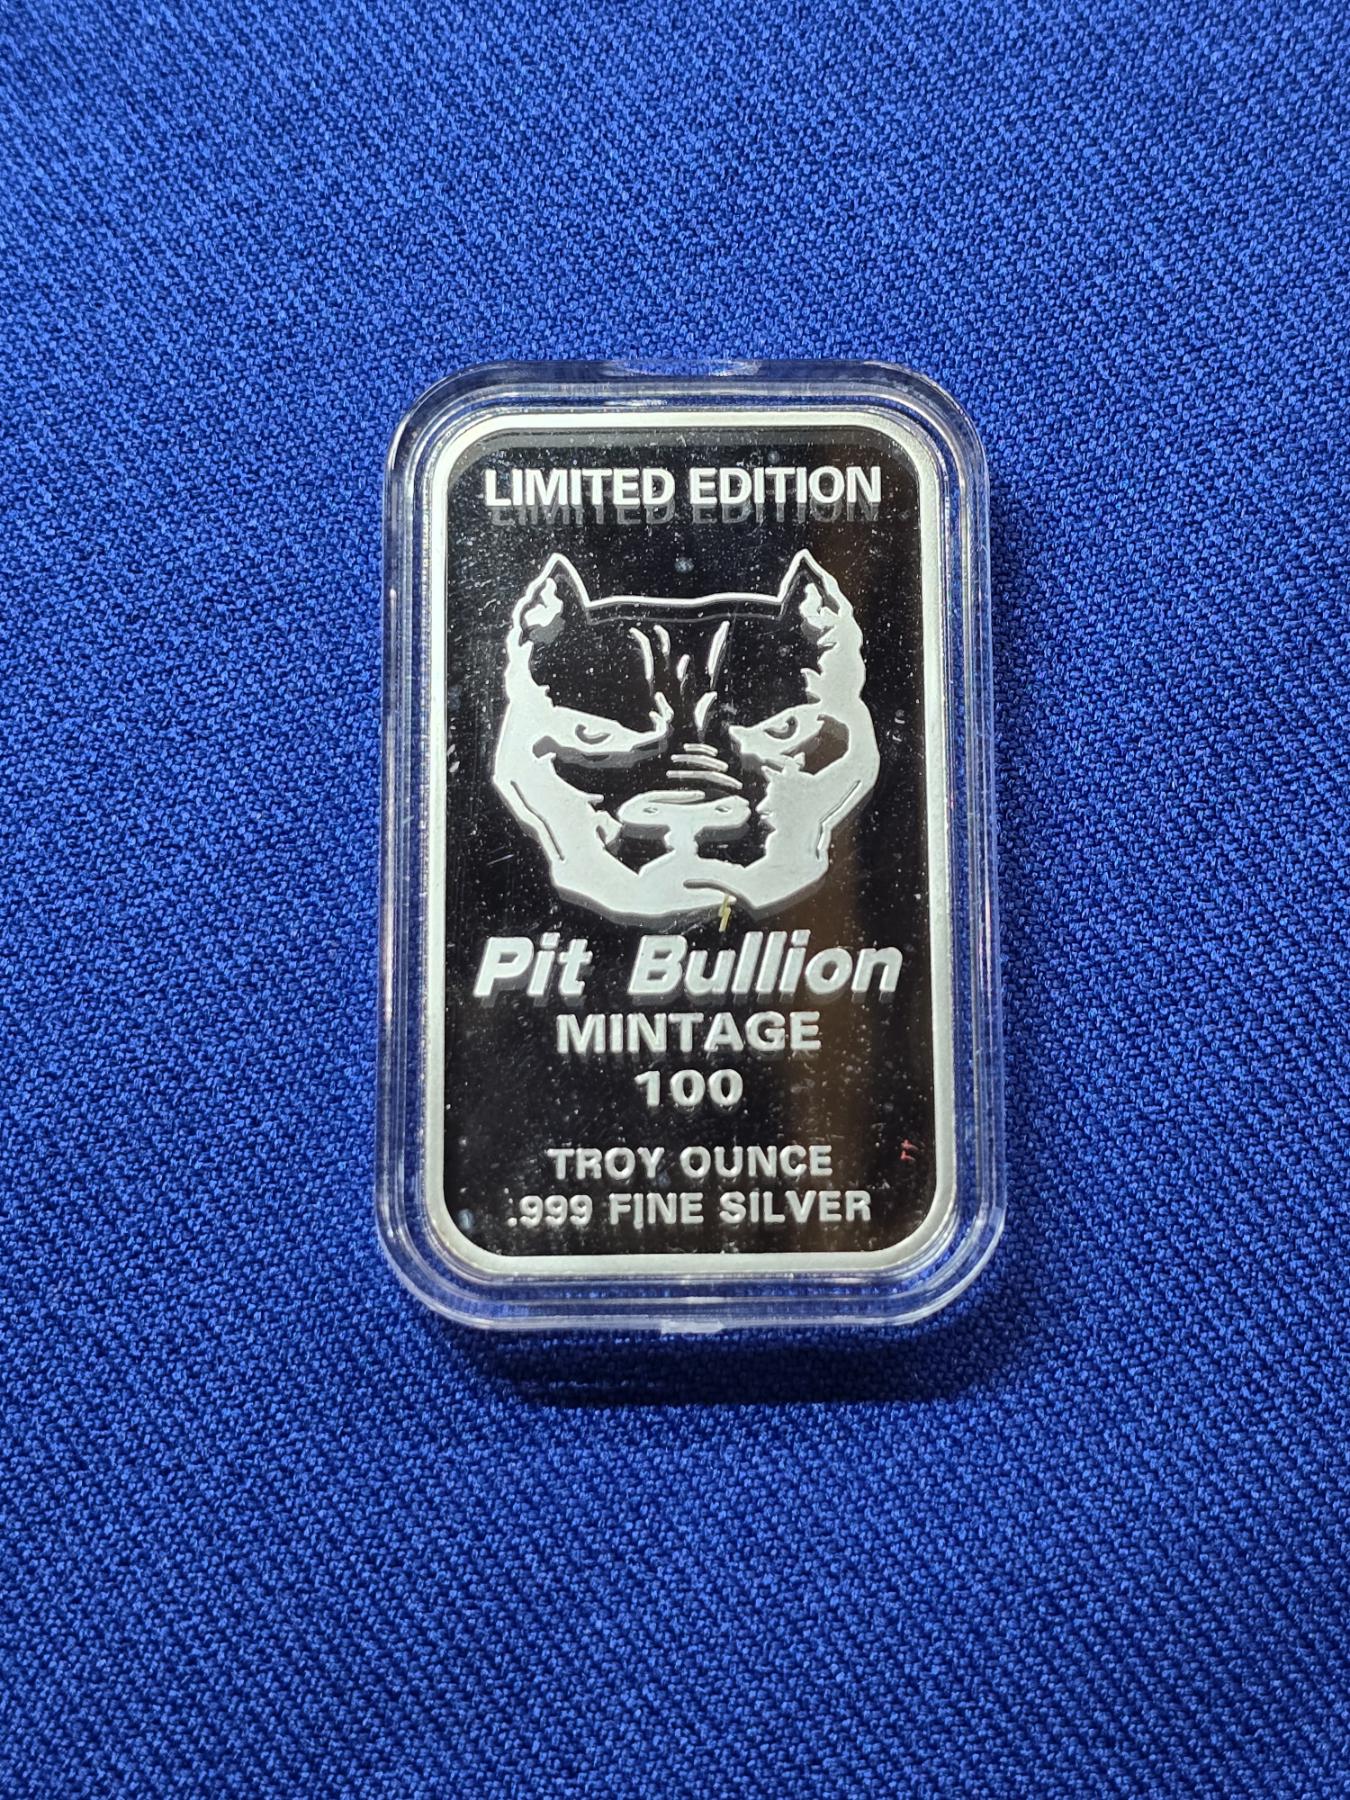 LIMITED EDITION
Pit Bullion
MINTAGE
100
TROY OUNCE
.999 FINE SILVER